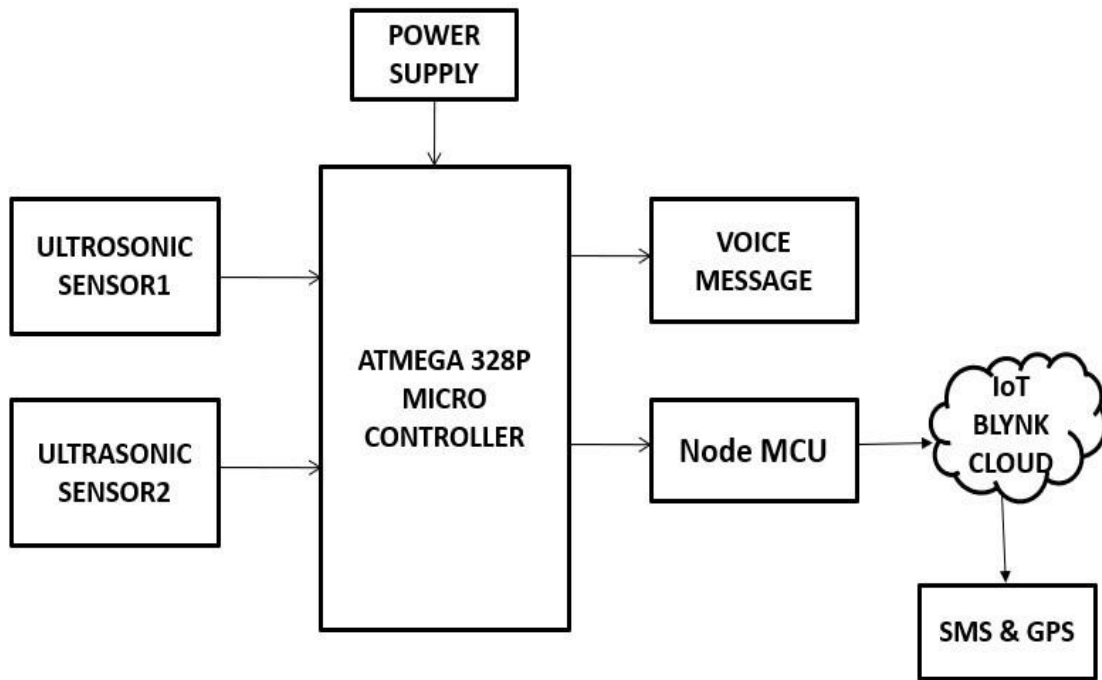 POWER
SUPPLY
ULTROSONIC
SENSOR1
VOICE
MESSAGE
ATMEGA 328P
MICRO
CONTROLLER
ULTRASONIC
SENSOR2
Node MCU
IoT
BLYNK
CLOUD
SMS & GPS